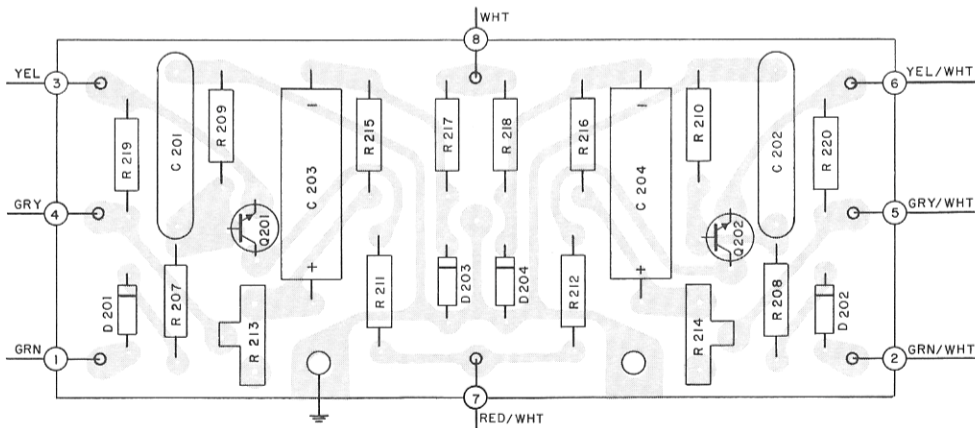 WHT
8
YEL
3
6
YEL/WHT
R 219
C 201
R 209
C 203
R 215
R 217
R 218
R 216
C 204
R 210
C 202
R 220
−
−
GRY
4
5
GRY/WHT
Q201
Q202
+
+
D 201
R 207
R 213
R 211
D 203
D 204
R 212
R 214
R 208
D 202
GRN
1
2
GRN/WHT
7
RED/WHT